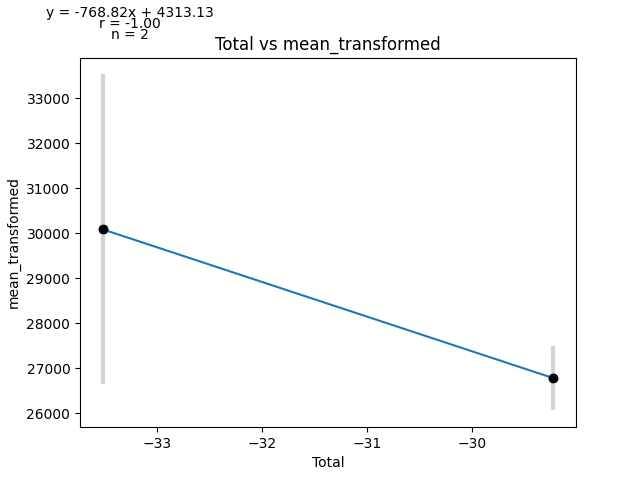 y = -768.82x + 4313.13
r = -1.00
n = 2
Total vs mean_transformed
33000
32000
31000
30000
29000
28000
27000
26000
mean_transformed
−33
−32
−31
−30
Total